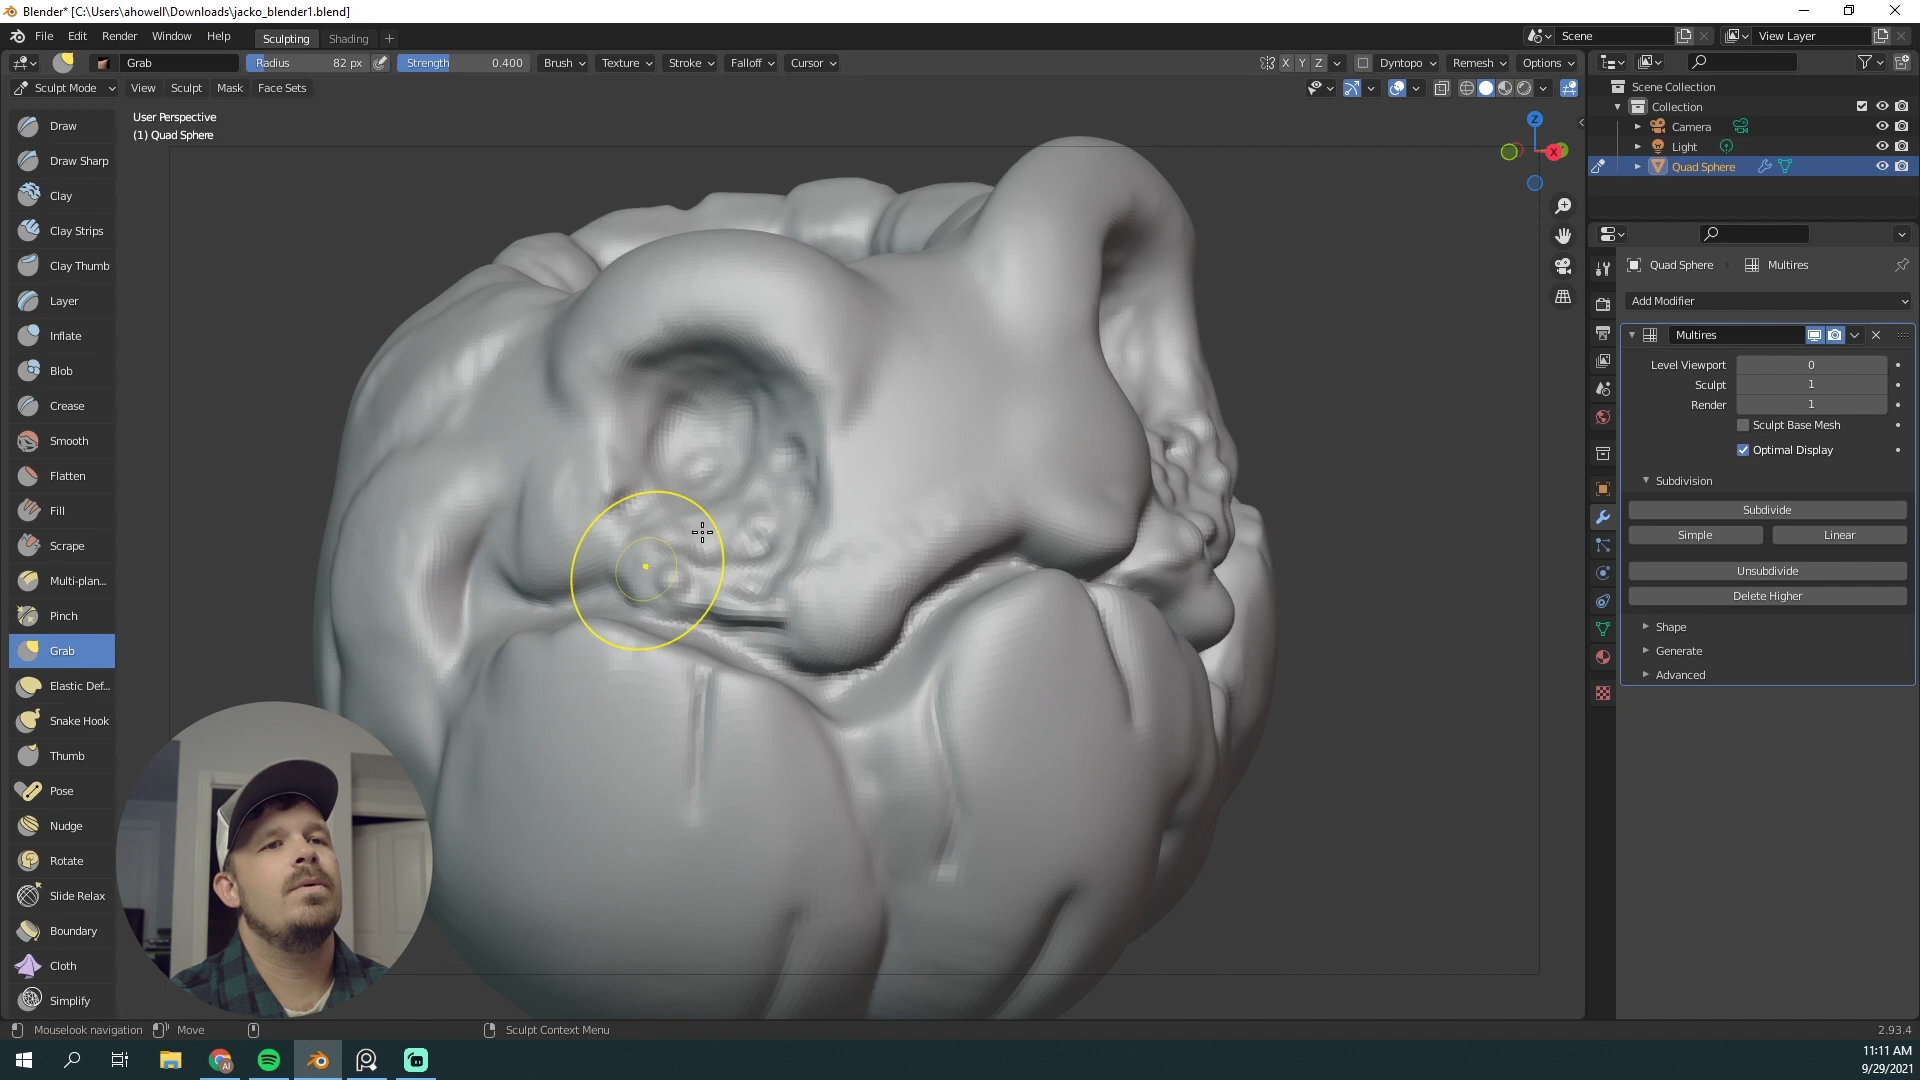 Blender* [C:\Users\ahowell\Downloads\jacko_blender1.blend]
File Edit Render Window Help Sculpting Shading + Scene View Layer
Grab Radius 82 px Strength 0.400 Brush Texture Stroke Falloff Cursor X Y Z Dyntopo Remesh Options
Sculpt Mode View Sculpt Mask Face Sets
User Perspective
(1) Quad Sphere
Z
X
Draw
Draw Sharp
Clay
Clay Strips
Clay Thumb
Layer
Inflate
Blob
Crease
Smooth
Flatten
Fill
Scrape
Multi-plan...
Pinch
Grab
Elastic Def...
Snake Hook
Thumb
Pose
Nudge
Rotate
Slide Relax
Boundary
Cloth
Simplify
Scene Collection
Collection
Camera
Light
Quad Sphere
Quad Sphere Multires
Add Modifier
Multires
Level Viewport 0
Sculpt 1
Render 1
Sculpt Base Mesh
Optimal Display
Subdivision
Subdivide
Simple Linear
Unsubdivide
Delete Higher
Shape
Generate
Advanced
Mouselook navigation Move Sculpt Context Menu 2.93.4
11:11 AM
9/29/2021